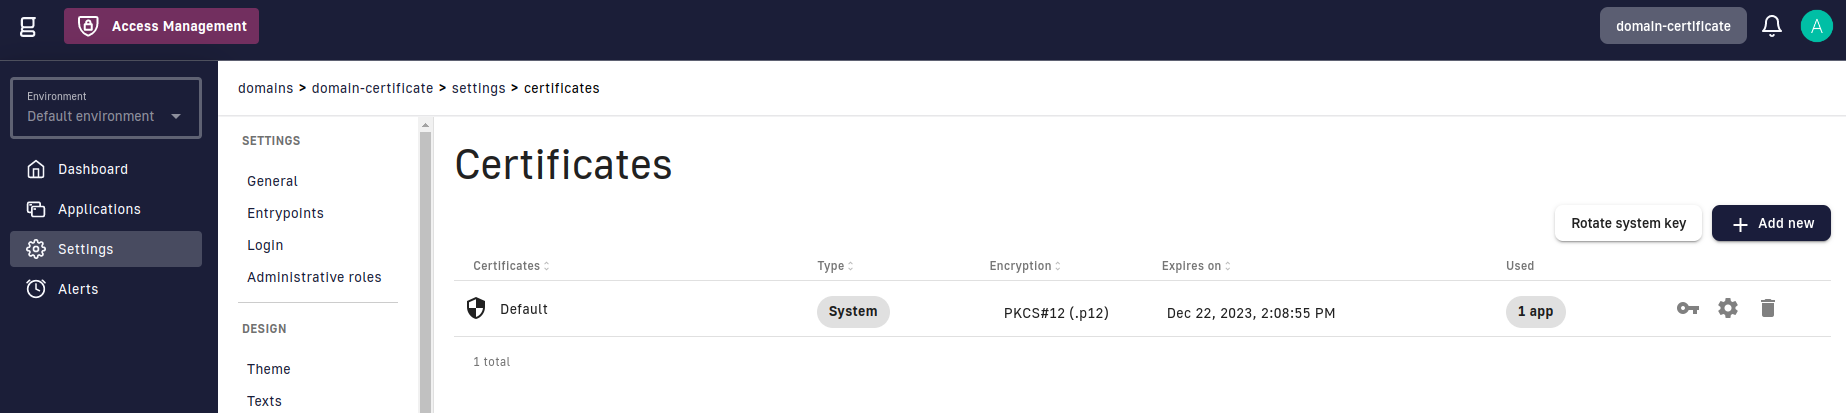 g Access Management domain-certificate A
Environment
Default environment
Dashboard
Applications
Settings
Alerts
domains > domain-certificate > settings > certificates
SETTINGS
General
Entrypoints
Login
Administrative roles
DESIGN
Theme
Texts
Certificates
Rotate system key + Add new
Certificates Type Encryption Expires on Used
Default System PKCS#12 (.p12) Dec 22, 2023, 2:08:55 PM 1 app
1 total